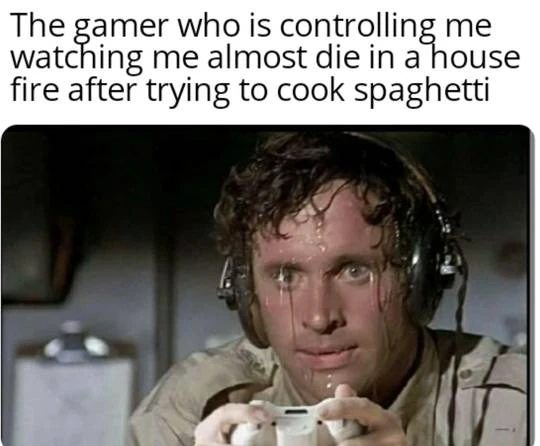 The gamer who is controlling me
watching me almost die in a house
fire after trying to cook spaghetti